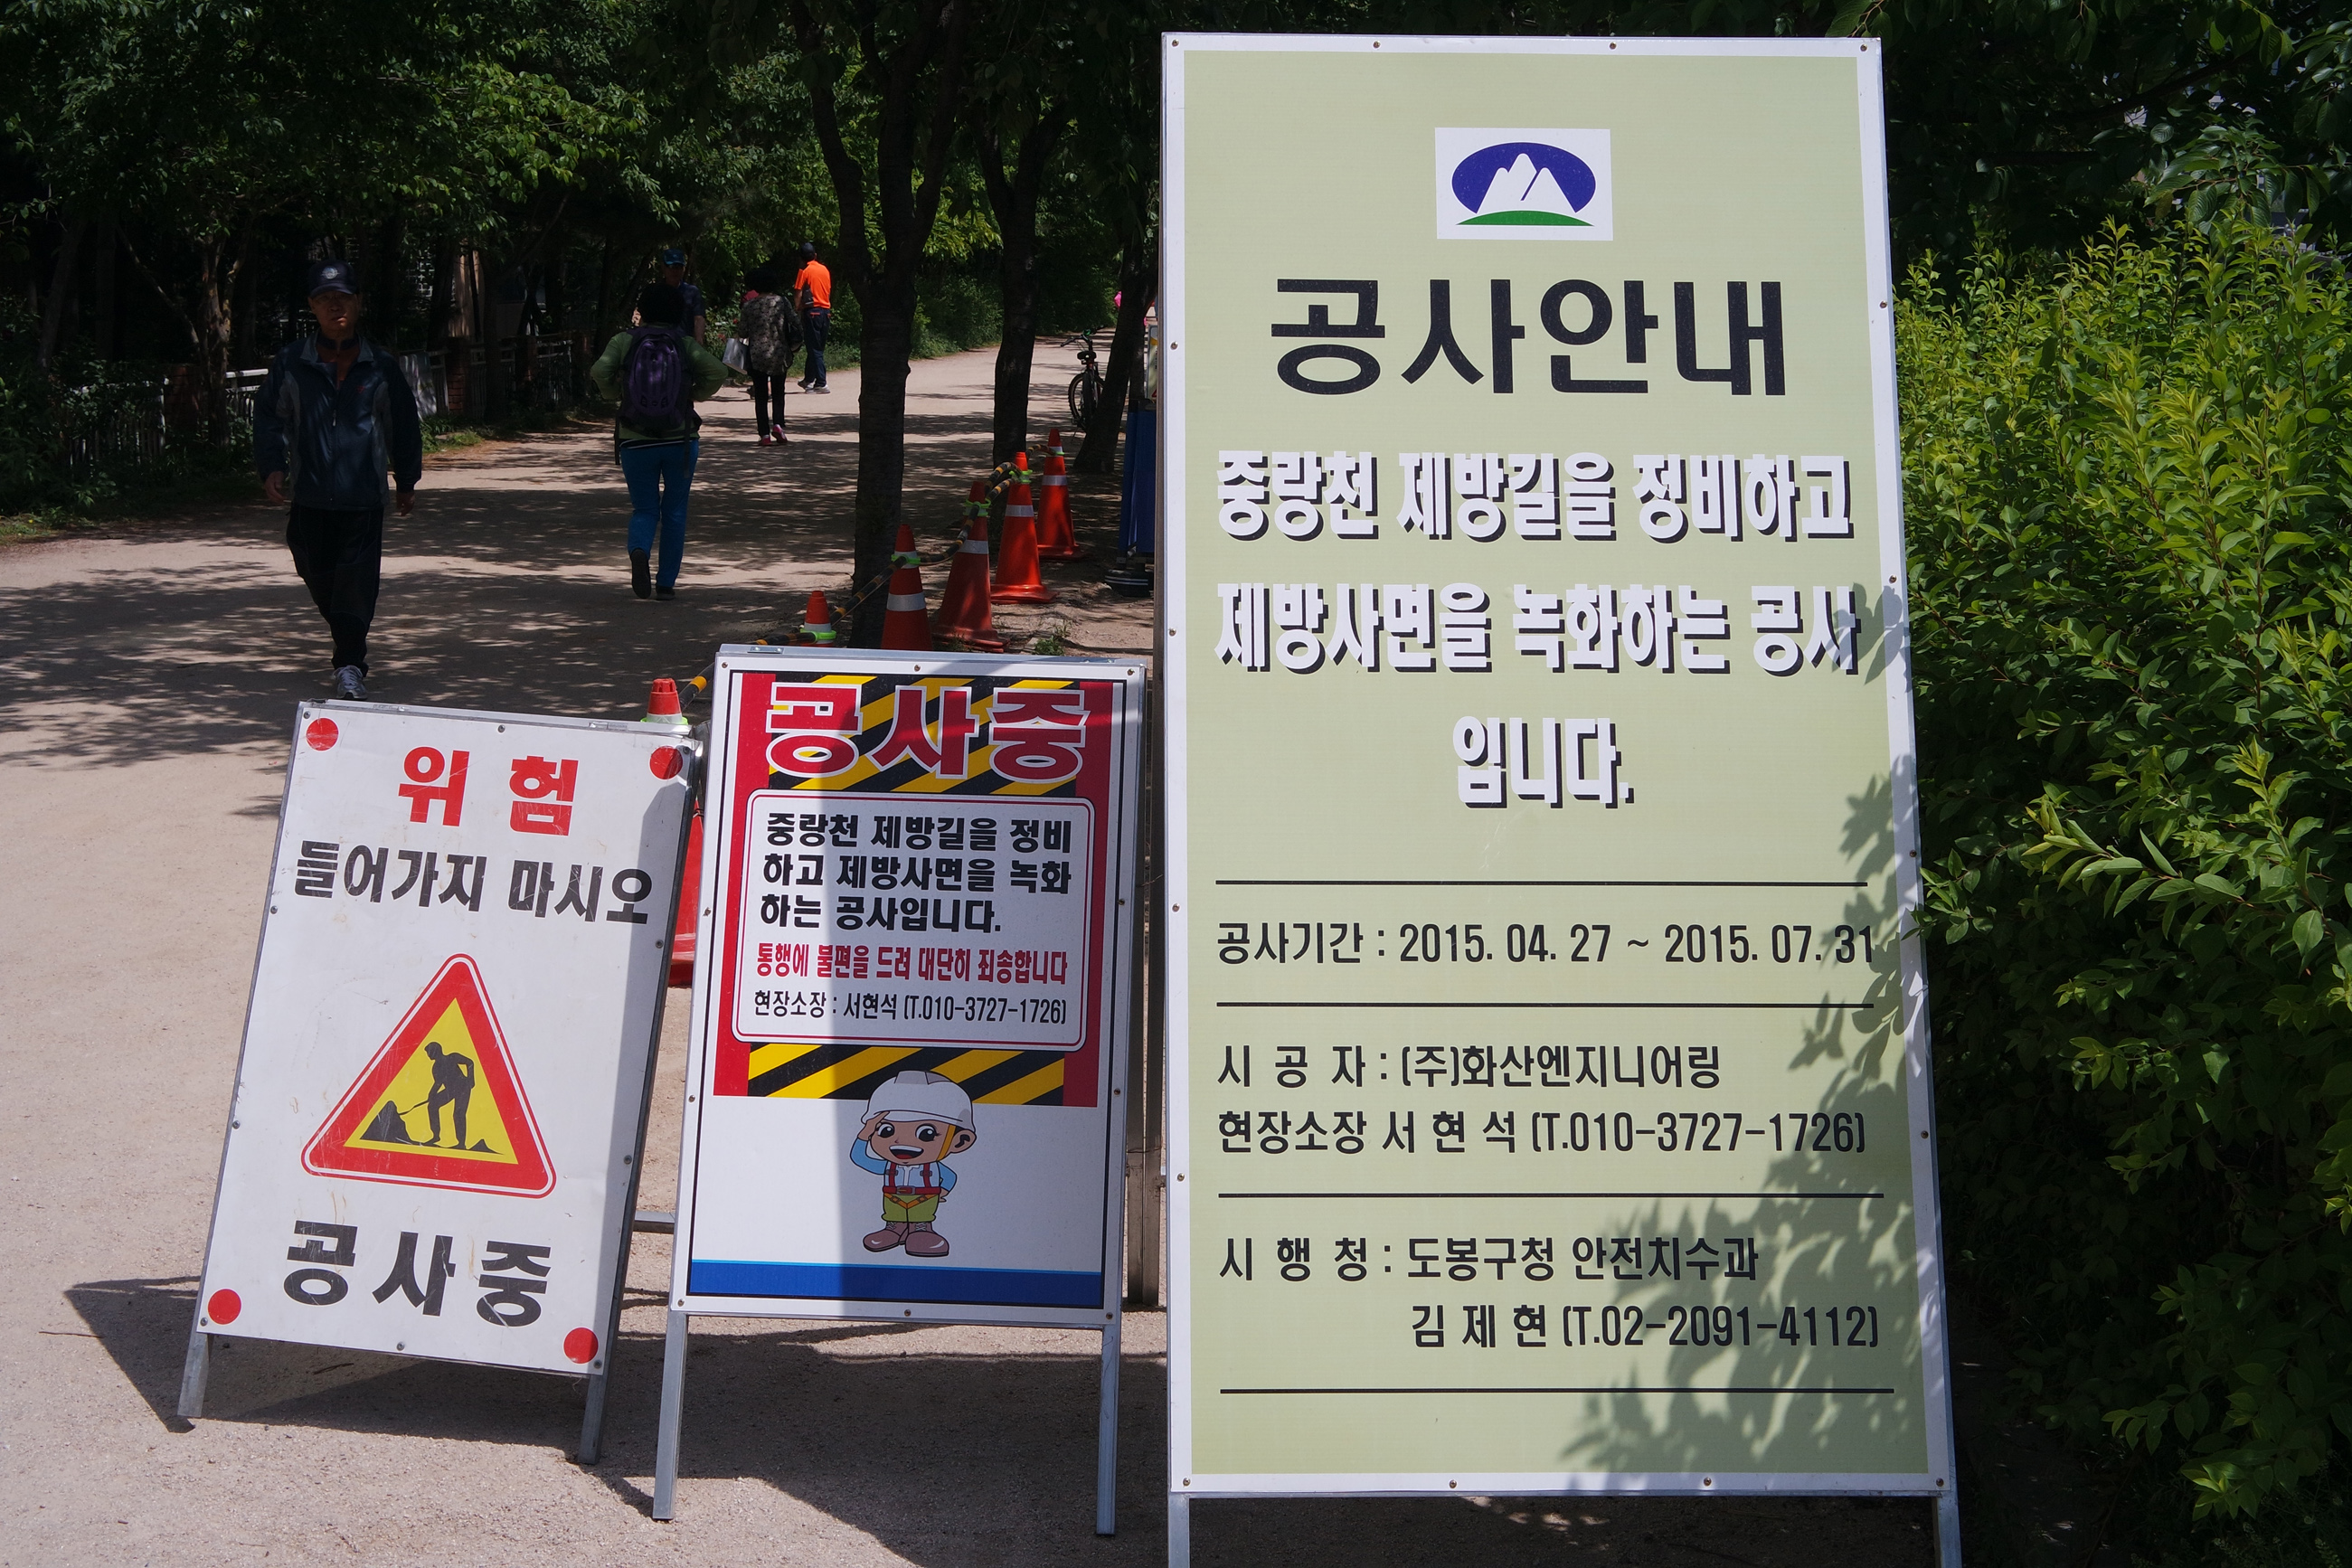 위 험
들어가지 마시오
공사중
공사중
중랑천 제방길을 정비
하고 제방사면을 녹화
하는 공사입니다.
통행에 불편을 드려 대단히 죄송합니다
현장소장 : 서현석 (T.010-3727-1726)
공사안내
중랑천 제방길을 정비하고
제방사면을 녹화하는 공사
입니다.
공사기간 : 2015. 04. 27 ~ 2015. 07. 31
시 공 자 : (주)화산엔지니어링
현장소장 서 현 석 (T.010-3727-1726)
시 행 청 : 도봉구청 안전치수과
김 제 현 (T.02-2091-4112)